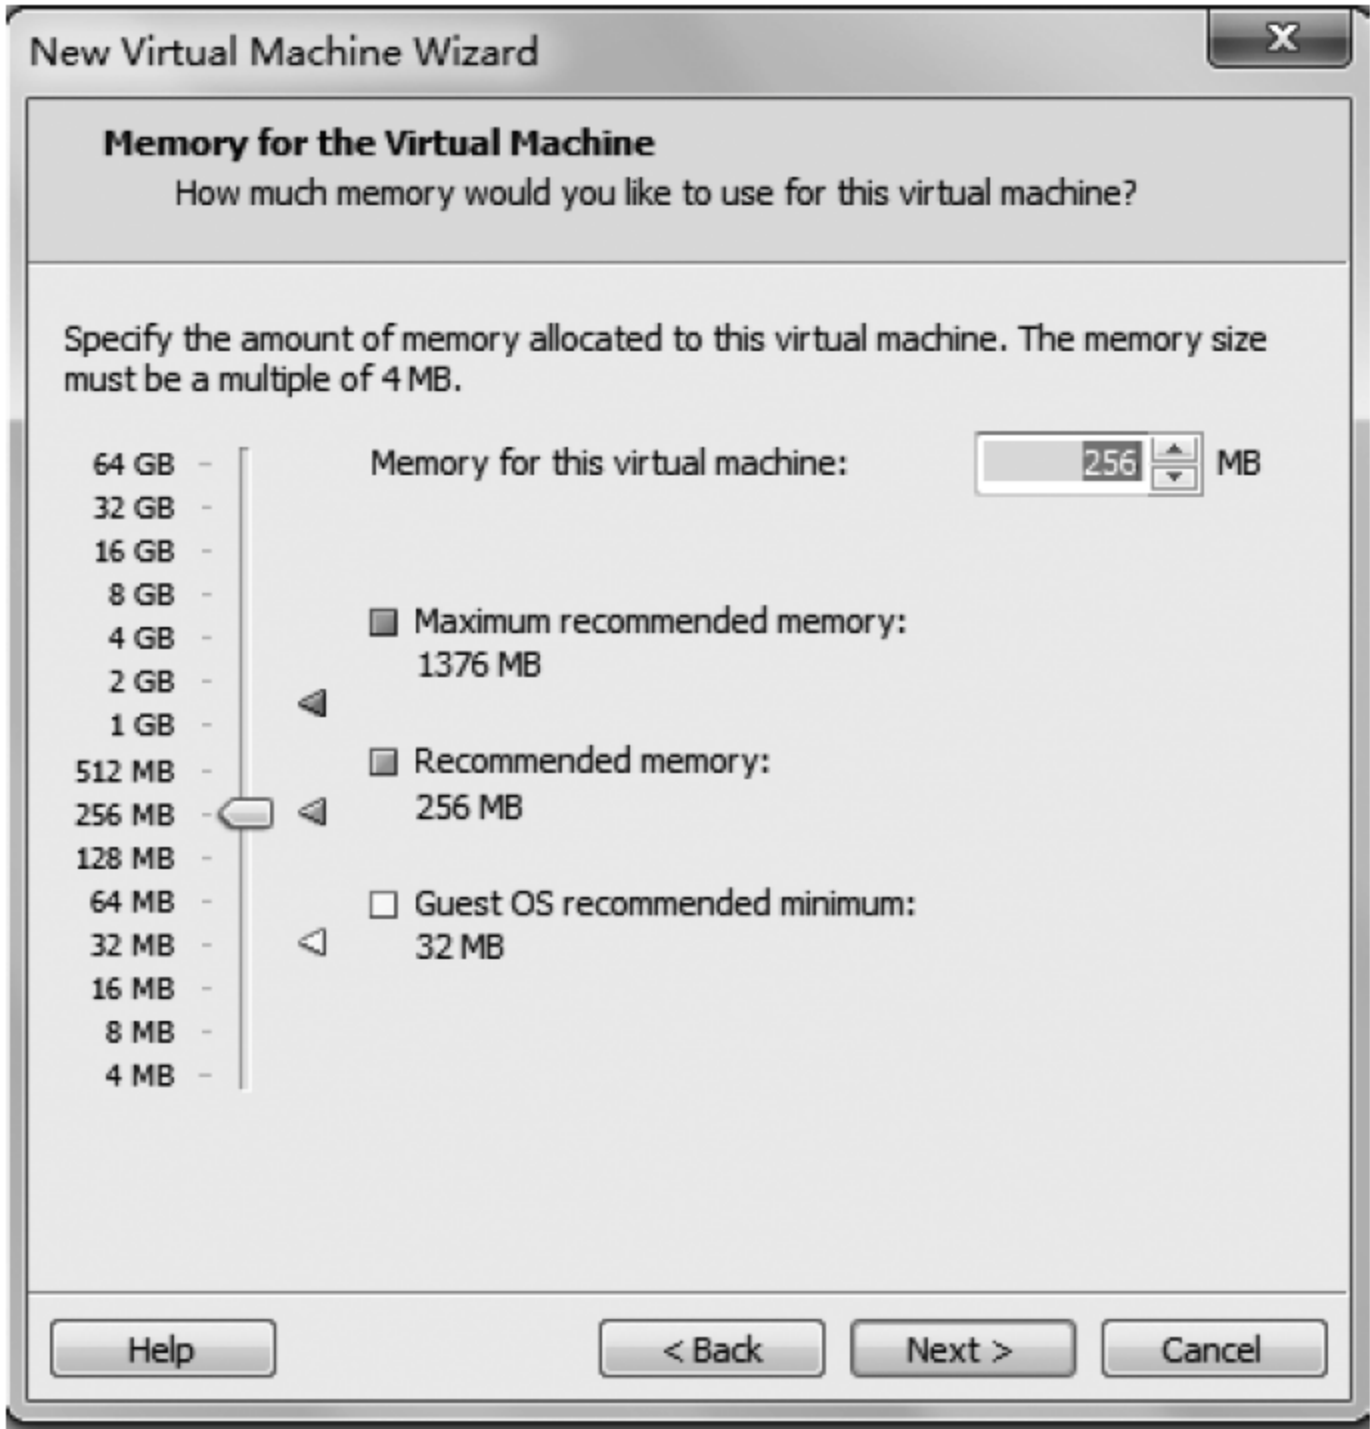 New Virtual Machine Wizard
x
Memory for the Virtual Machine
How much memory would you like to use for this virtual machine?
Specify the amount of memory allocated to this virtual machine. The memory size
must be a multiple of 4 MB.
64 GB
Memory for this virtual machine: 256 MB
32 GB
16 GB
8 GB
Maximum recommended memory:
4 GB
1376 MB
2 GB
1 GB
Recommended memory:
512 MB
256 MB
256 MB
128 MB
64 MB
Guest OS recommended minimum:
32 MB
32 MB
16 MB
8 MB
4 MB
Help < Back Next > Cancel